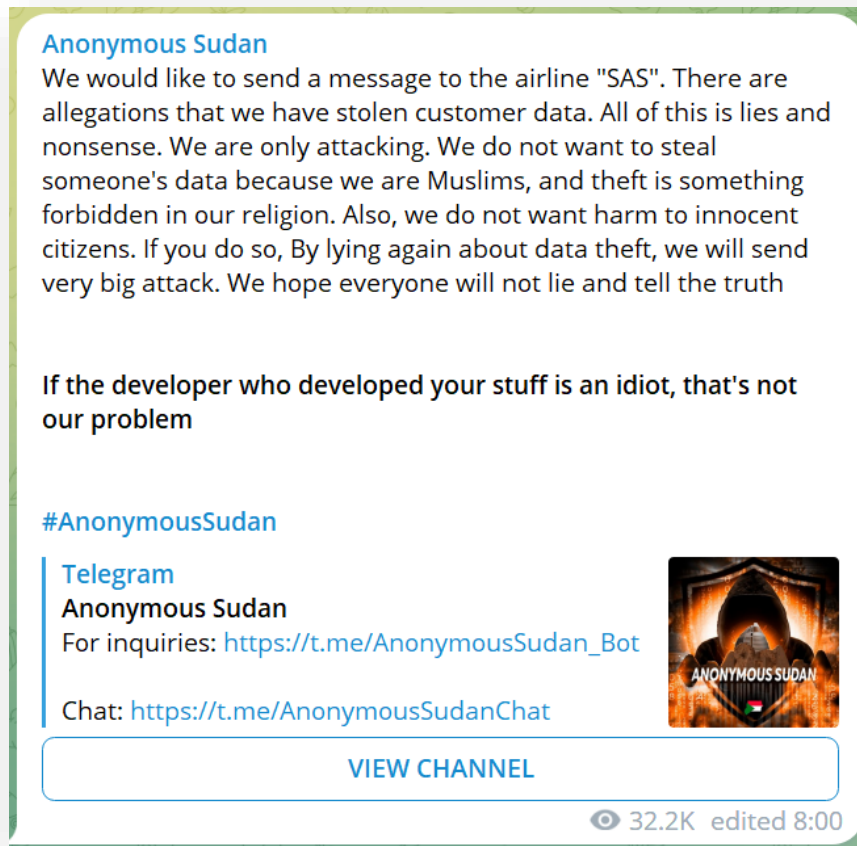 Anonymous Sudan
We would like to send a message to the airline "SAS". There are
allegations that we have stolen customer data. All of this is lies and
nonsense. We are only attacking. We do not want to steal
someone's data because we are Muslims, and theft is something
forbidden in our religion. Also, we do not want harm to innocent
citizens. If you do so, By lying again about data theft, we will send
very big attack. We hope everyone will not lie and tell the truth
If the developer who developed your stuff is an idiot, that's not
our problem
#AnonymousSudan
Telegram
Anonymous Sudan
For inquiries: https://t.me/AnonymousSudan_Bot
Chat: https://t.me/AnonymousSudanChat
ANONYMOUS SUDAN
VIEW CHANNEL
32.2K edited 8:00